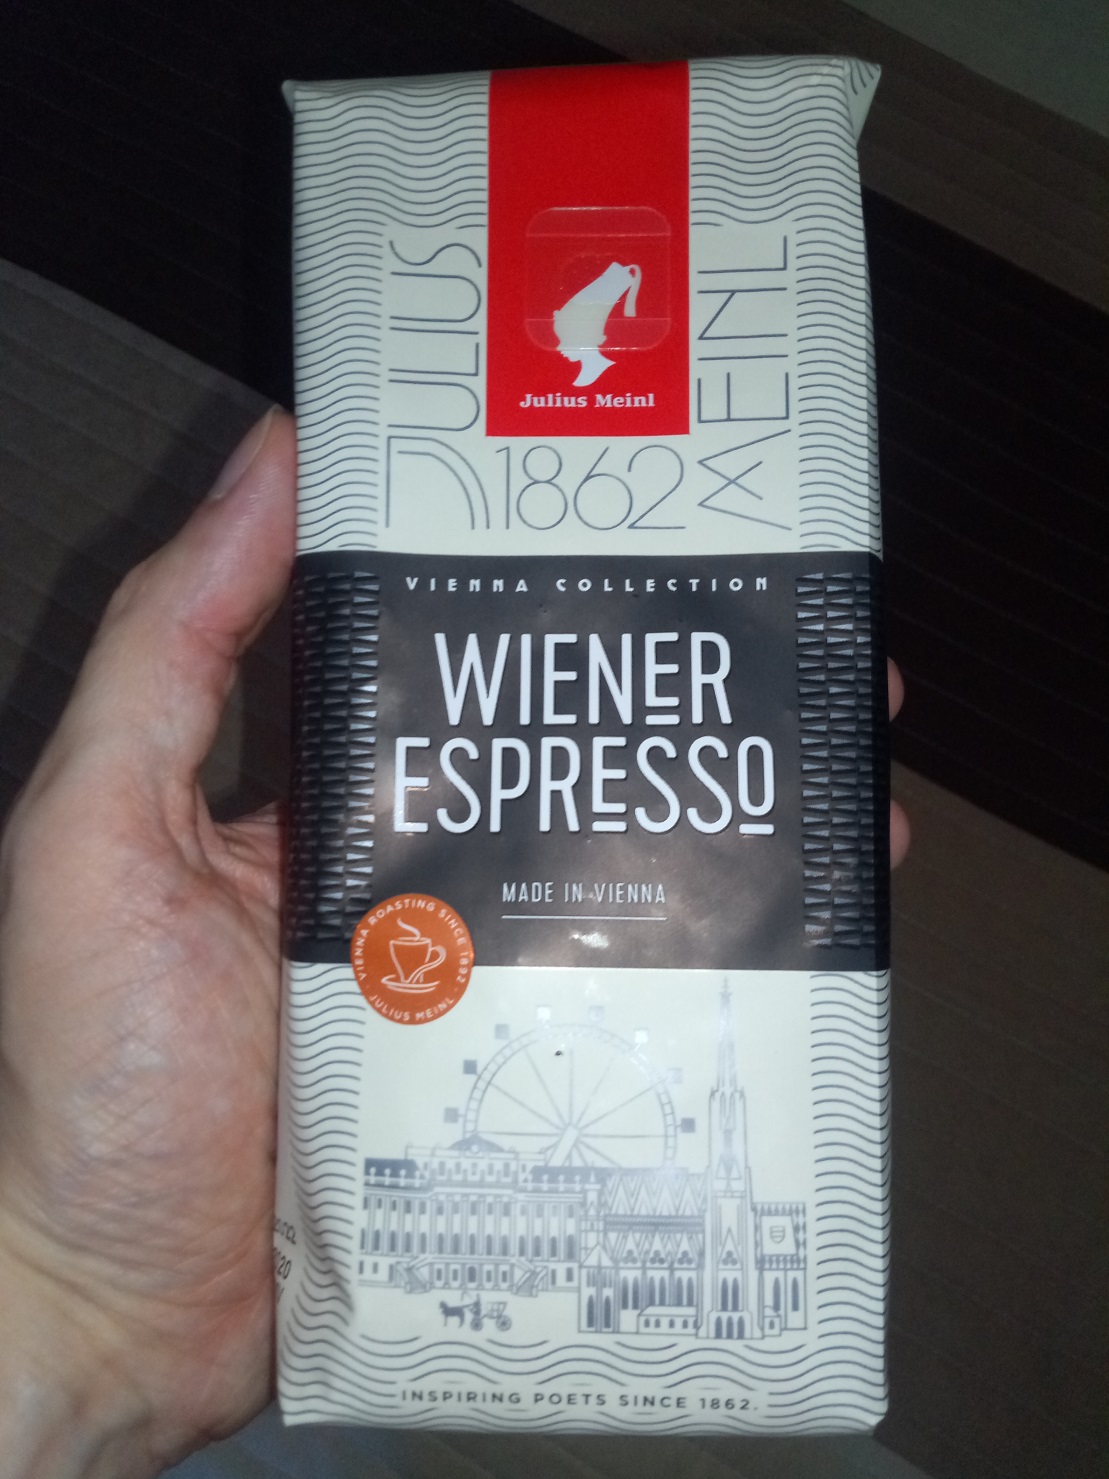 JULIUS
MEINL
Julius Meinl
1862
VIENNA COLLECTION
WIENER
ESPRESSO
MADE IN VIENNA
VIENNA ROASTING SINCE 1892 · JULIUS MEINL ·
INSPIRING POETS SINCE 1862.